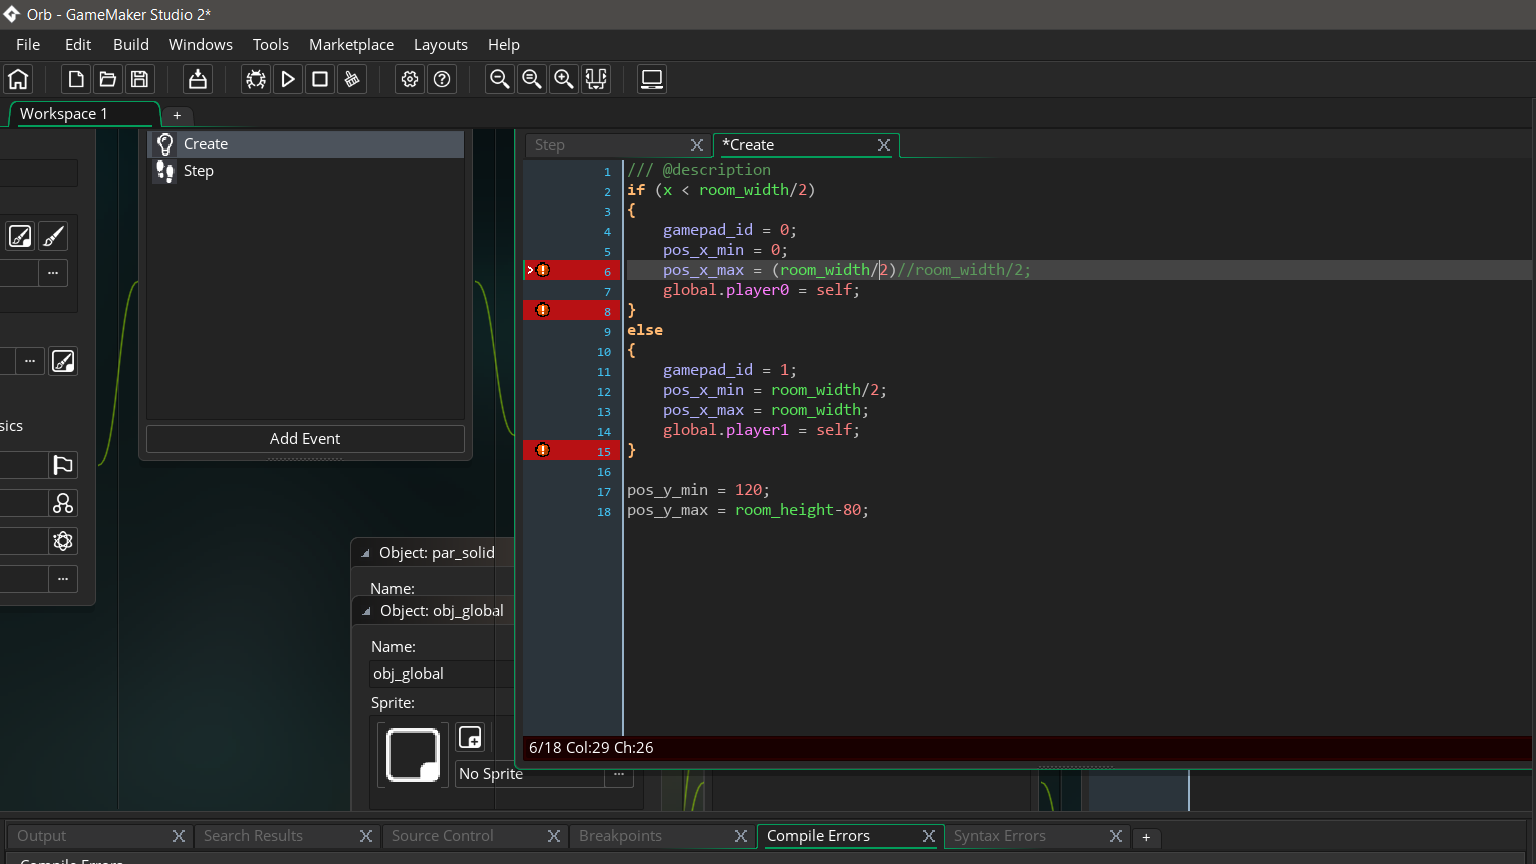 Orb - GameMaker Studio 2*
File Edit Build Windows Tools Marketplace Layouts Help
Workspace 1 +
Create
Step
Add Event
sics
Object: par_solid
Name:
Object: obj_global
Name:
obj_global
Sprite:
No Sprite
Step *Create
1 /// @description
2 if (x < room_width/2)
3 {
4 gamepad_id = 0;
5 pos_x_min = 0;
6 pos_x_max = (room_width/2)//room_width/2;
7 global.player0 = self;
8 }
9 else
10 {
11 gamepad_id = 1;
12 pos_x_min = room_width/2;
13 pos_x_max = room_width;
14 global.player1 = self;
15 }
16
17 pos_y_min = 120;
18 pos_y_max = room_height-80;
6/18 Col:29 Ch:26
Output Search Results Source Control Breakpoints Compile Errors Syntax Errors +
Compile Errors